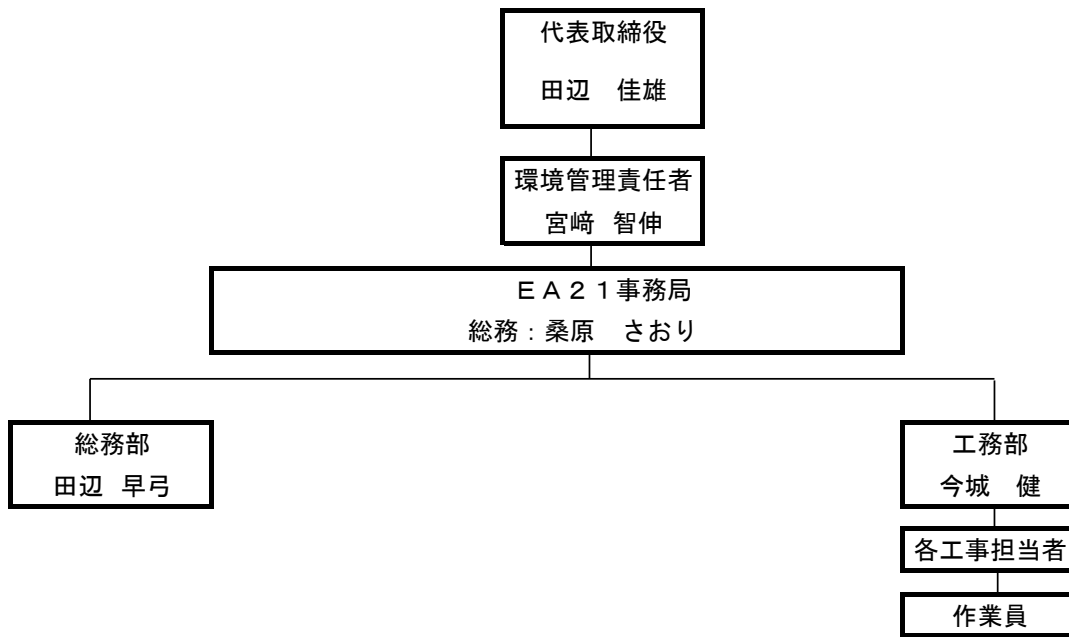 代表取締役
田辺　佳雄
環境管理責任者
宮﨑　智伸
ＥＡ２１事務局
総務：桑原　さおり
総務部
田辺　早弓
工務部
今城　健
各工事担当者
作業員